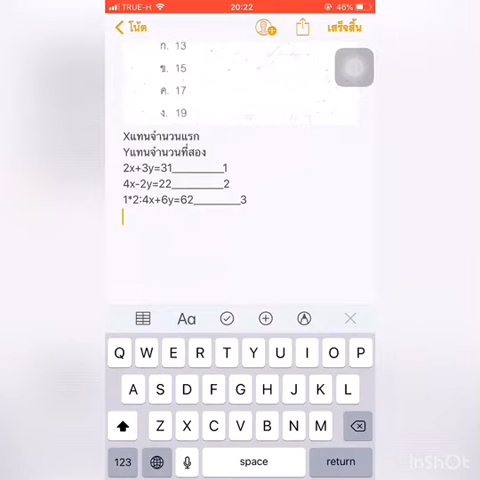 TRUE-H 20:22 46%
โน้ต เสร็จสิ้น
ก. 13
ข. 15
ค. 17
ง. 19
Xแทนจำนวนแรก
Yแทนจำนวนที่สอง
2x+3y=31_________1
4x-2y=22_________2
1*2:4x+6y=62________3
Aa
Q W E R T Y U I O P
A S D F G H J K L
Z X C V B N M
123 space return
InShOt